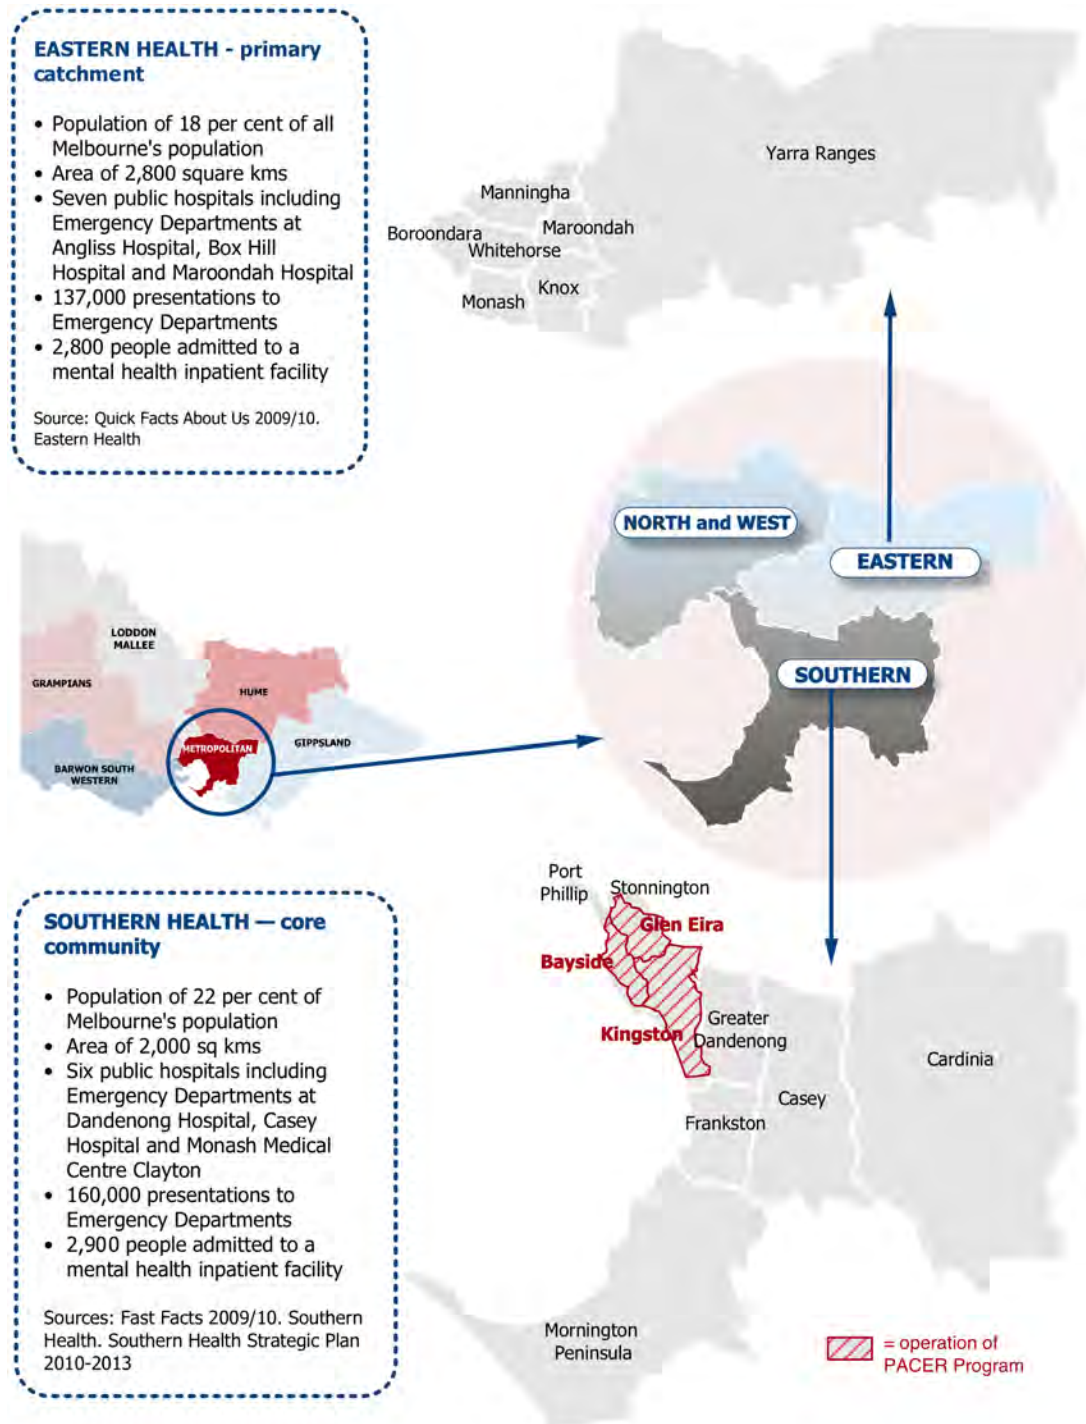 EASTERN HEALTH - primary
catchment
• Population of 18 per cent of all
Melbourne's population
• Area of 2,800 square kms
• Seven public hospitals including
Emergency Departments at
Angliss Hospital, Box Hill
Hospital and Maroondah Hospital
• 137,000 presentations to
Emergency Departments
• 2,800 people admitted to a
mental health inpatient facility
Source: Quick Facts About Us 2009/10.
Eastern Health
Yarra Ranges
Manningha
Boroondara
Maroondah
Whitehorse
Knox
Monash
NORTH and WEST
EASTERN
SOUTHERN
LODDON
MALLEE
GRAMPIANS
HUME
METROPOLITAN
GIPPSLAND
BARWON SOUTH
WESTERN
SOUTHERN HEALTH — core
community
• Population of 22 per cent of
Melbourne's population
• Area of 2,000 sq kms
• Six public hospitals including
Emergency Departments at
Dandenong Hospital, Casey
Hospital and Monash Medical
Centre Clayton
• 160,000 presentations to
Emergency Departments
• 2,900 people admitted to a
mental health inpatient facility
Sources: Fast Facts 2009/10. Southern
Health. Southern Health Strategic Plan
2010-2013
Port
Phillip
Stonnington
Glen Eira
Bayside
Kingston
Greater
Dandenong
Cardinia
Casey
Frankston
Mornington
Peninsula
= operation of
PACER Program